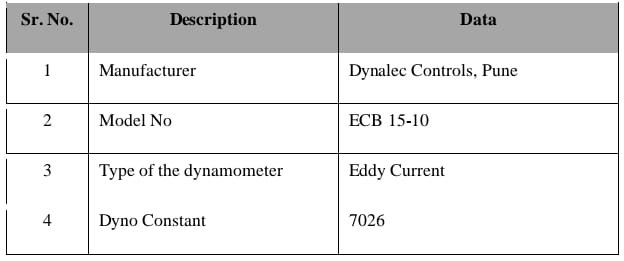 Sr. No. Description Data
1 Manufacturer Dynalec Controls, Pune
2 Model No ECB 15-10
3 Type of the dynamometer Eddy Current
4 Dyno Constant 7026